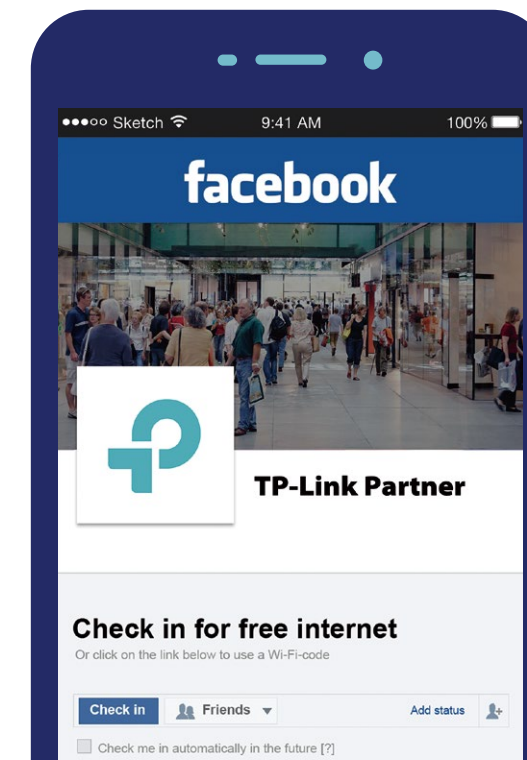 ●●●○○ Sketch 9:41 AM 100%
facebook
TP-Link Partner
Check in for free internet
Or click on the link below to use a Wi-Fi-code
Check in Friends Add status
Check me in automatically in the future [?]